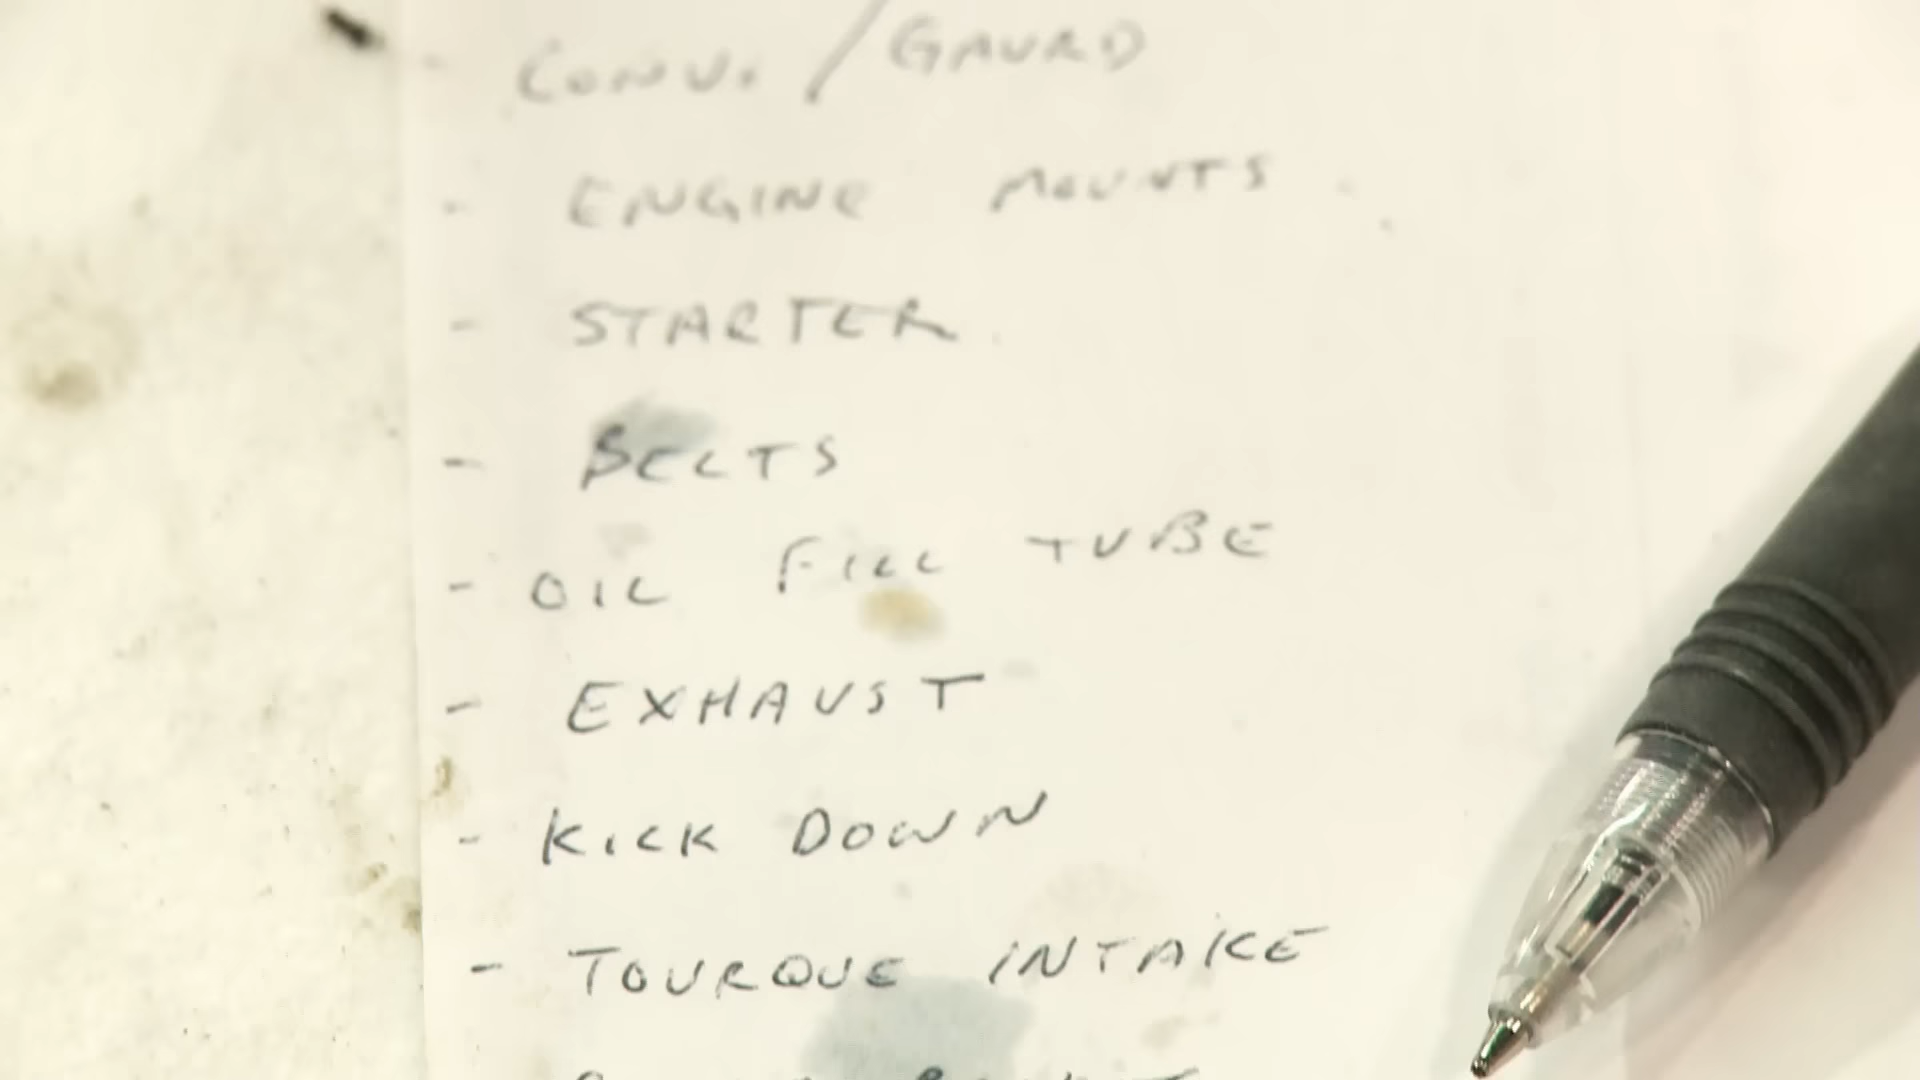 - CONV. / GAURD
- ENGINE MOUNTS
- STARTER
- BELTS
- OIL FILL TUBE
- EXHAUST
- KICK DOWN
- TOURQUE INTAKE